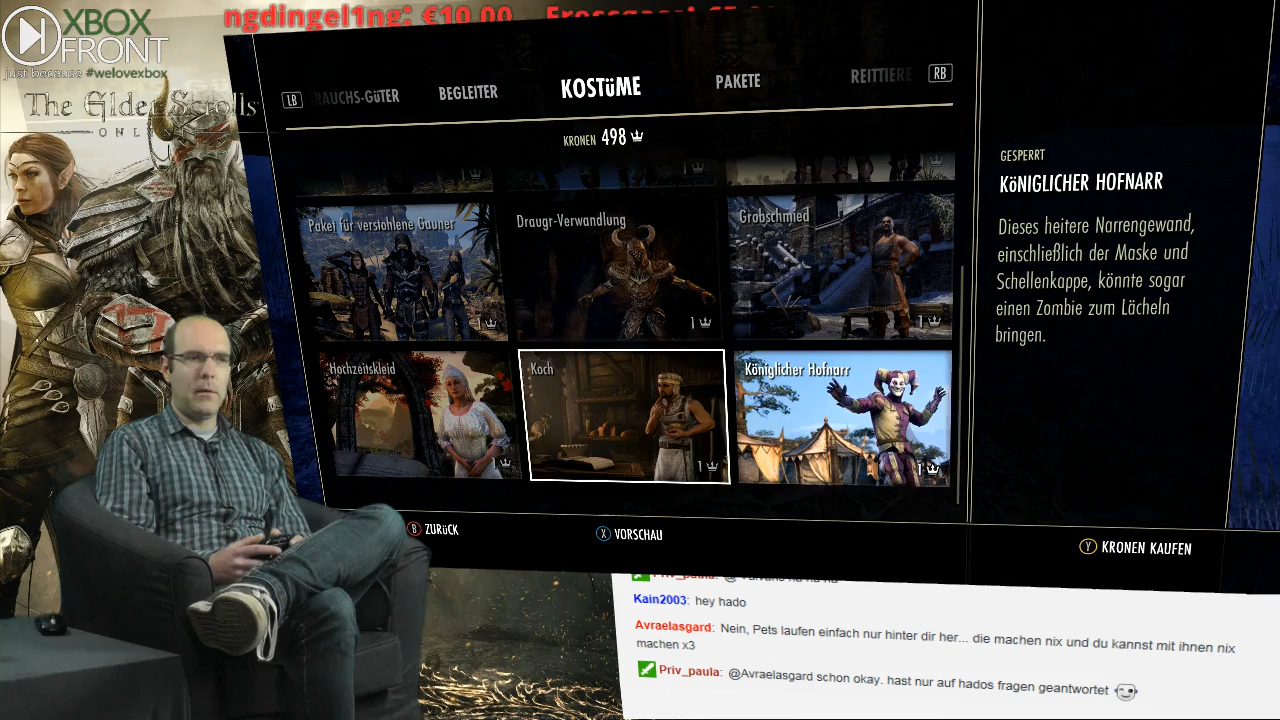 ngdingel1ng: €10.00
XBOX
FRONT
just because #welovexbox
The Elder Scrolls
ONLINE
LB
RAUCHS-GÜTER
BEGLEITER
KOSTÜME
PAKETE
REITTIERE
RB
KRONEN 498
Paket für verstohlene Gauner
1
Draugr-Verwandlung
1
Grobschmied
1
Hochzeitskleid
1
Koch
1
Königlicher Hofnarr
1
GESPERRT
KÖNIGLICHER HOFNARR
Dieses heitere Narrengewand,
einschließlich der Maske und
Schellenkappe, könnte sogar
einen Zombie zum Lächeln
bringen.
B ZURÜCK
X VORSCHAU
Y KRONEN KAUFEN
Kain2003: hey hado
Avraelasgard: Nein, Pets laufen einfach nur hinter dir her... die machen nix und du kannst mit ihnen nix
machen x3
Priv_paula: @Avraelasgard schon okay. hast nur auf hados fragen geantwortet